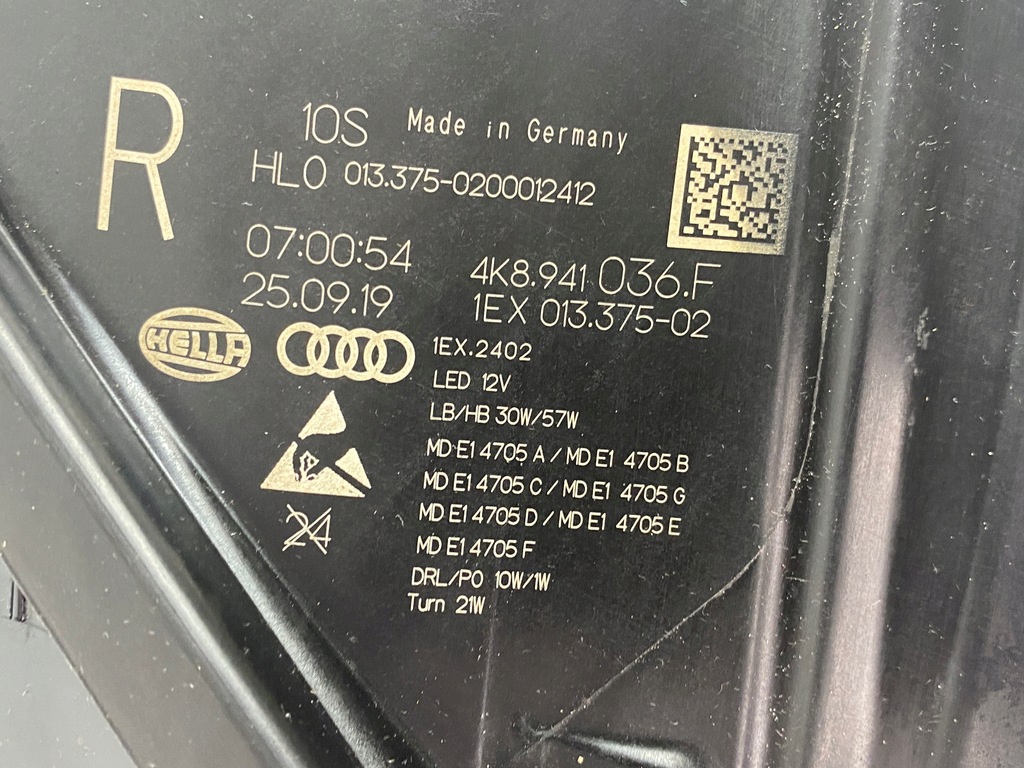 R
10S Made in Germany
HL0 013.375-0200012412
07:00:54
25.09.19
4K8.941 036.F
1EX 013.375-02
HELLA
1EX.2402
LED 12V
LB/HB 30W/57W
MD E1 4705 A / MD E1 4705 B
MD E1 4705 C / MD E1 4705 G
MD E1 4705 D / MD E1 4705 E
MD E1 4705 F
DRL/PO 10W/1W
Turn 21W
24